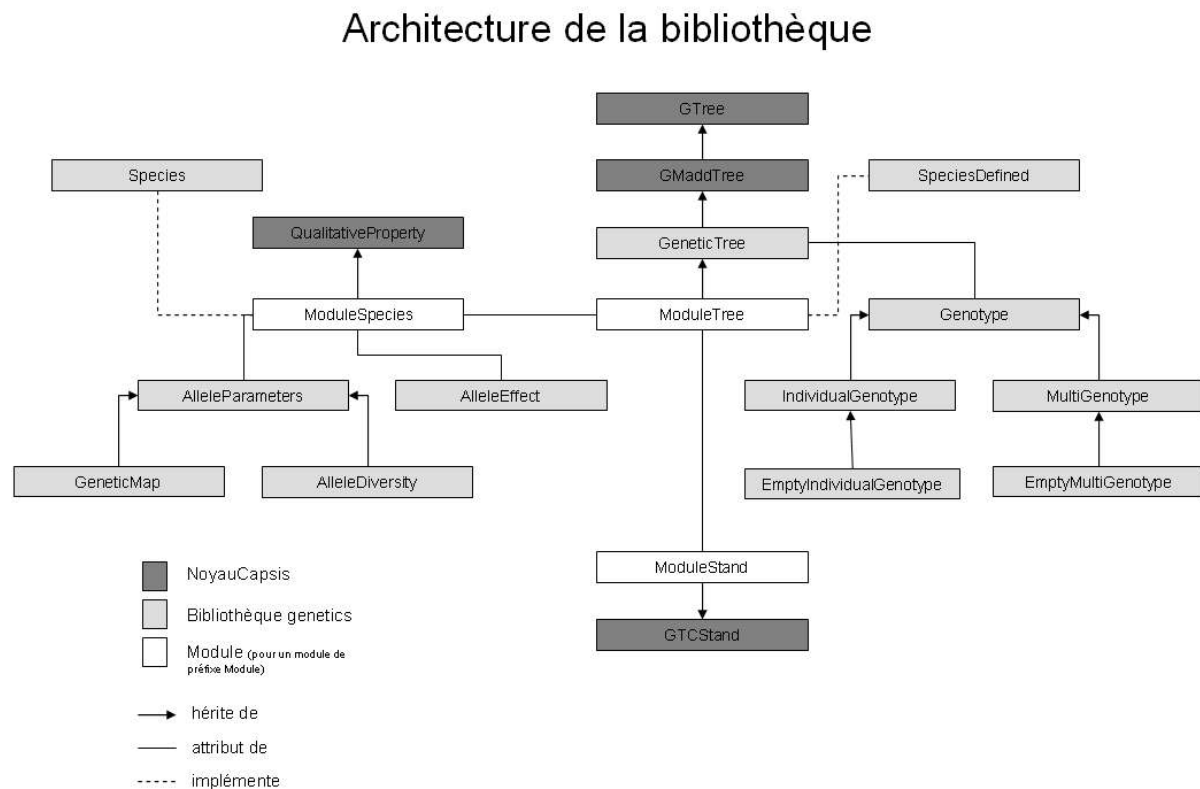 Architecture de la bibliothèque
GTree
Species
GMaddTree
SpeciesDefined
QualitativeProperty
GeneticTree
ModuleSpecies
ModuleTree
Genotype
AlleleParameters
AlleleEffect
IndividualGenotype
MultiGenotype
GeneticMap
AlleleDiversity
EmptyIndividualGenotype
EmptyMultiGenotype
ModuleStand
GTCStand
NoyauCapsis
Bibliothèque genetics
Module (pour un module de
préfixe Module)
hérite de
attribut de
implémente